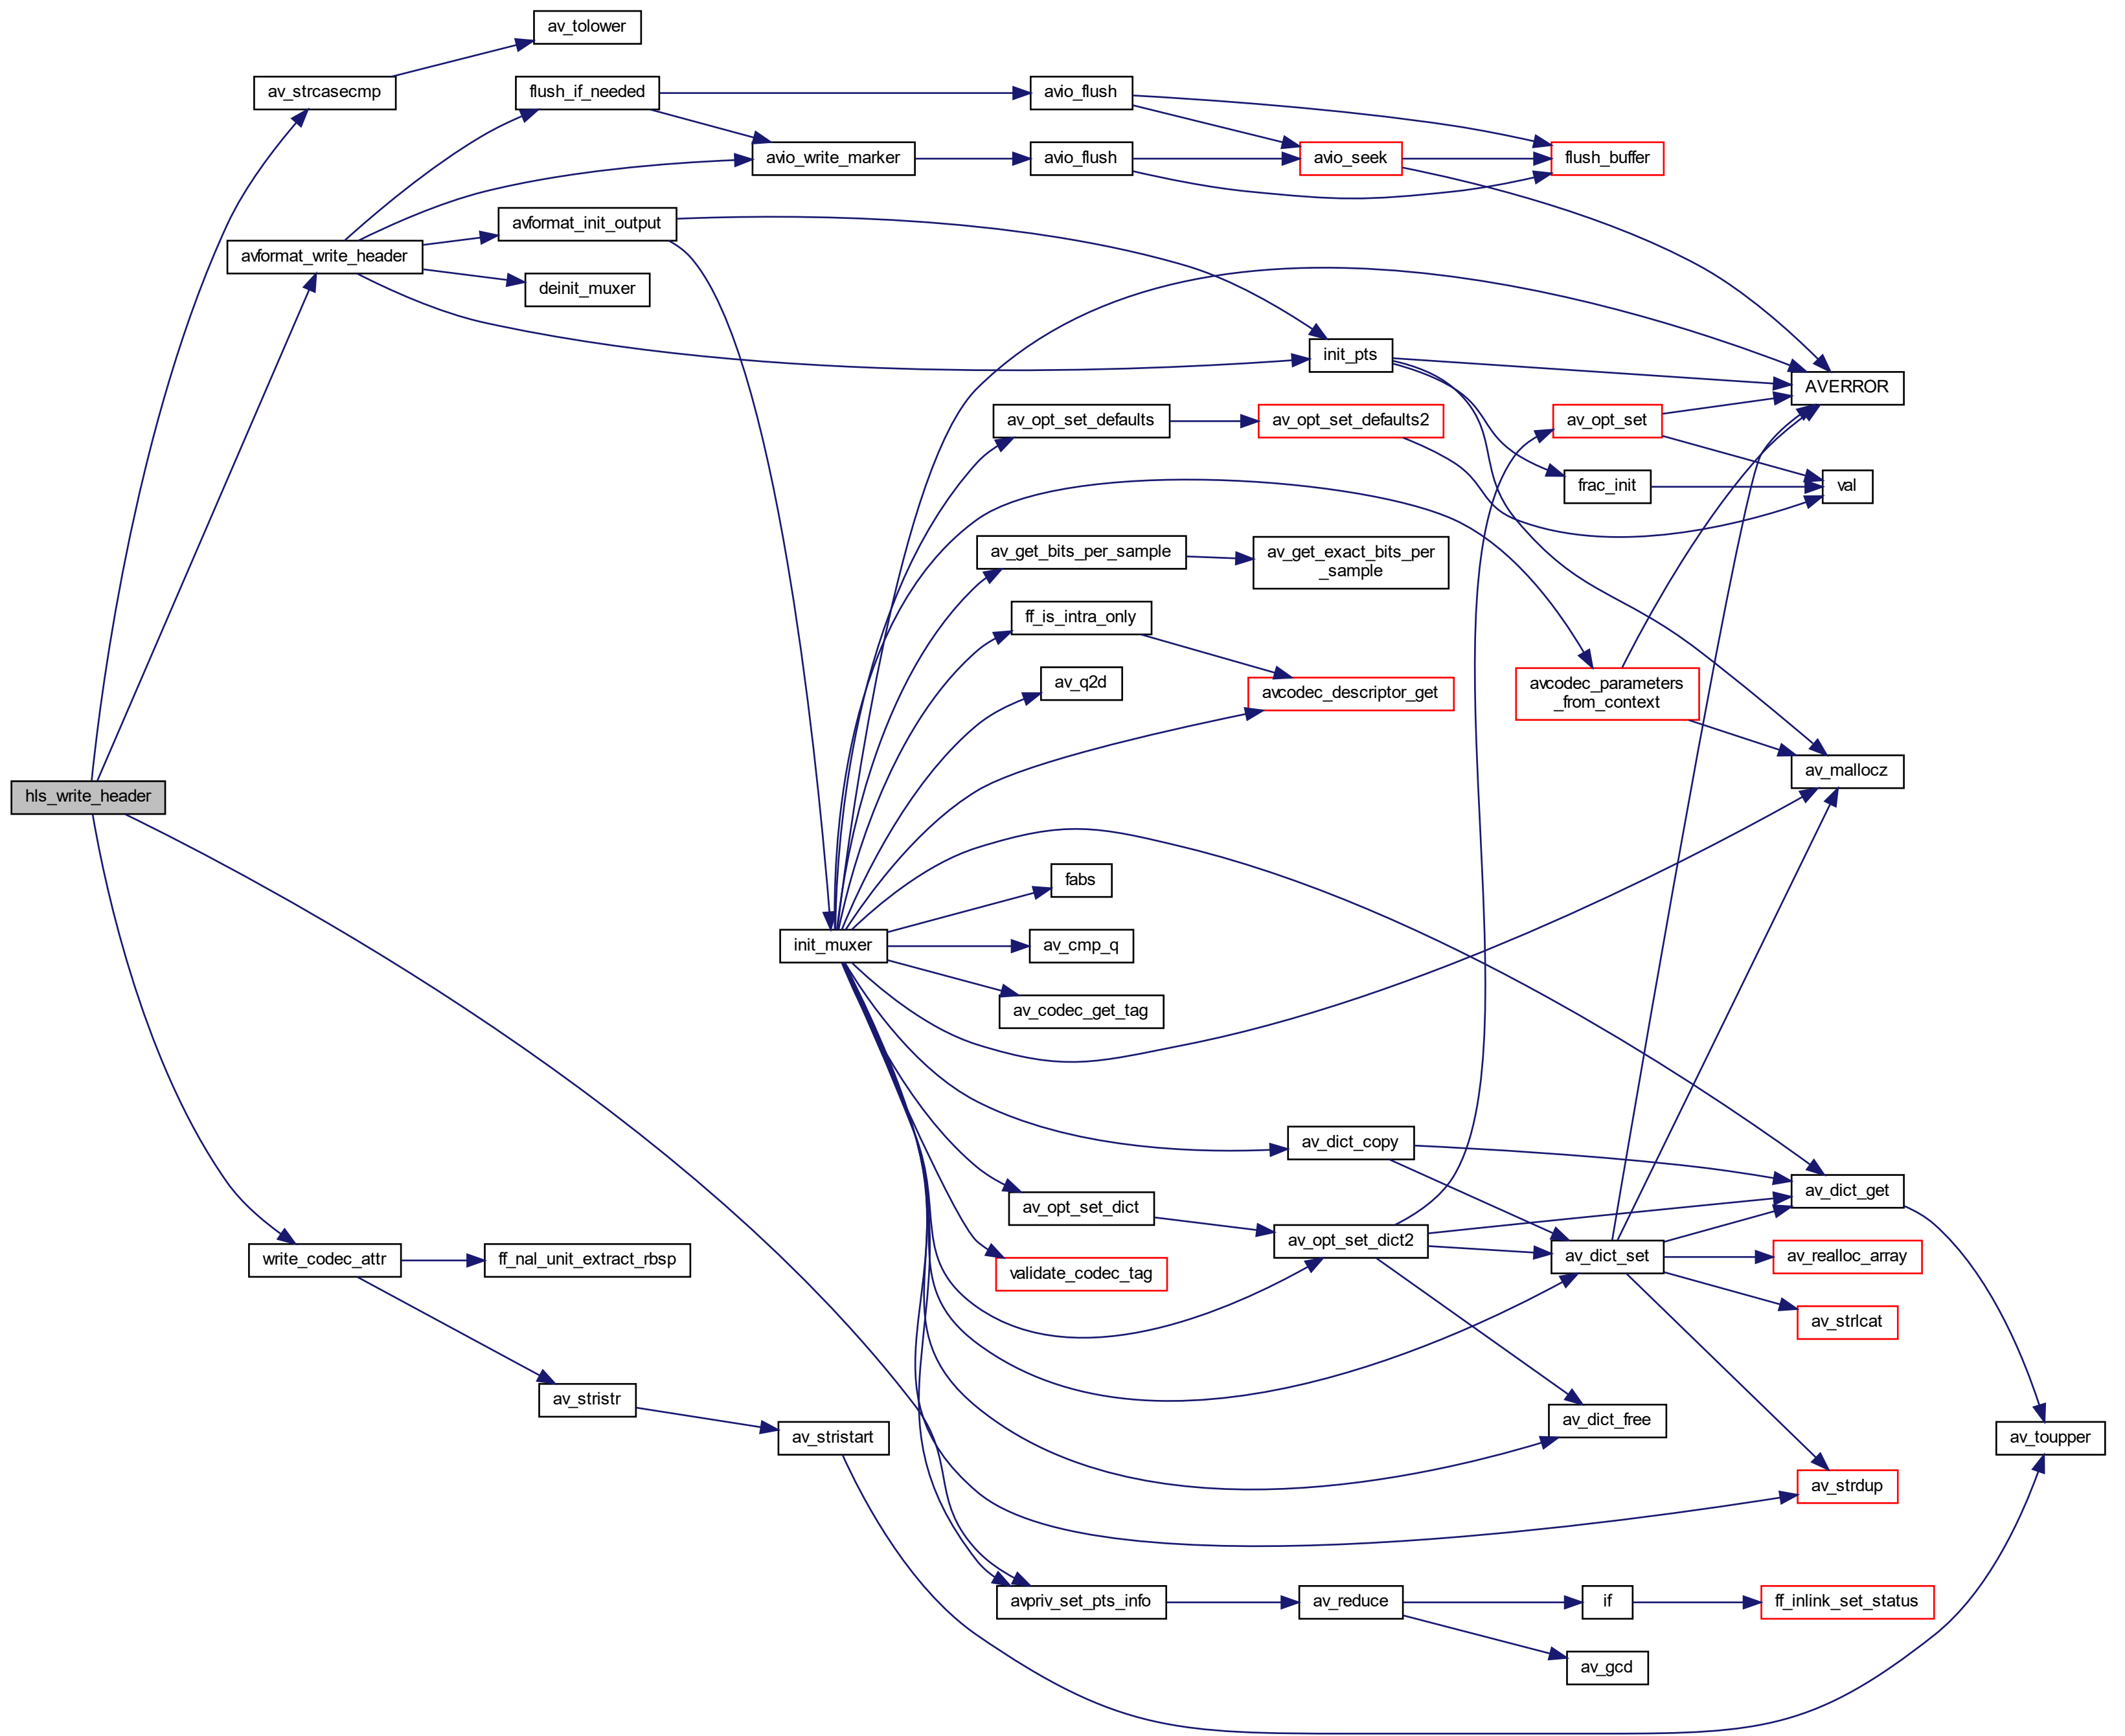 av_tolower
av_strcasecmp
flush_if_needed
avio_flush
avio_write_marker
avio_flush
avio_seek
flush_buffer
avformat_init_output
avformat_write_header
deinit_muxer
init_pts
AVERROR
av_opt_set_defaults
av_opt_set_defaults2
av_opt_set
frac_init
val
av_get_bits_per_sample
av_get_exact_bits_per
_sample
ff_is_intra_only
av_q2d
avcodec_descriptor_get
avcodec_parameters
_from_context
av_mallocz
hls_write_header
fabs
init_muxer
av_cmp_q
av_codec_get_tag
av_dict_copy
av_dict_get
av_opt_set_dict
av_opt_set_dict2
av_dict_set
av_realloc_array
write_codec_attr
ff_nal_unit_extract_rbsp
validate_codec_tag
av_strlcat
av_stristr
av_dict_free
av_stristart
av_toupper
av_strdup
avpriv_set_pts_info
av_reduce
if
ff_inlink_set_status
av_gcd